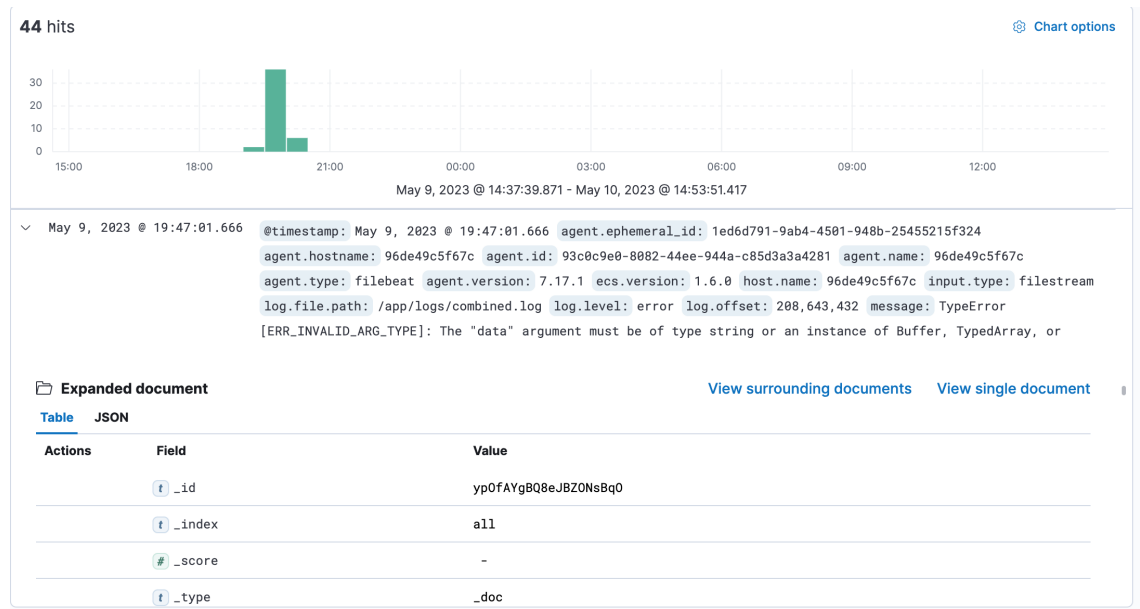 44 hits
Chart options
30
20
10
0
15:00 18:00 21:00 00:00 03:00 06:00 09:00 12:00
May 9, 2023 @ 14:37:39.871 - May 10, 2023 @ 14:53:51.417
May 9, 2023 @ 19:47:01.666
@timestamp: May 9, 2023 @ 19:47:01.666 agent.ephemeral_id: 1ed6d791-9ab4-4501-948b-25455215f324
agent.hostname: 96de49c5f67c agent.id: 93c0c9e0-8082-44ee-944a-c85d3a3a4281 agent.name: 96de49c5f67c
agent.type: filebeat agent.version: 7.17.1 ecs.version: 1.6.0 host.name: 96de49c5f67c input.type: filestream
log.file.path: /app/logs/combined.log log.level: error log.offset: 208,643,432 message: TypeError
[ERR_INVALID_ARG_TYPE]: The "data" argument must be of type string or an instance of Buffer, TypedArray, or
Expanded document
View surrounding documents View single document
Table JSON
Actions Field Value
t _id ypOfAYgBQ8eJBZONsBqO
t _index all
# _score -
t _type _doc